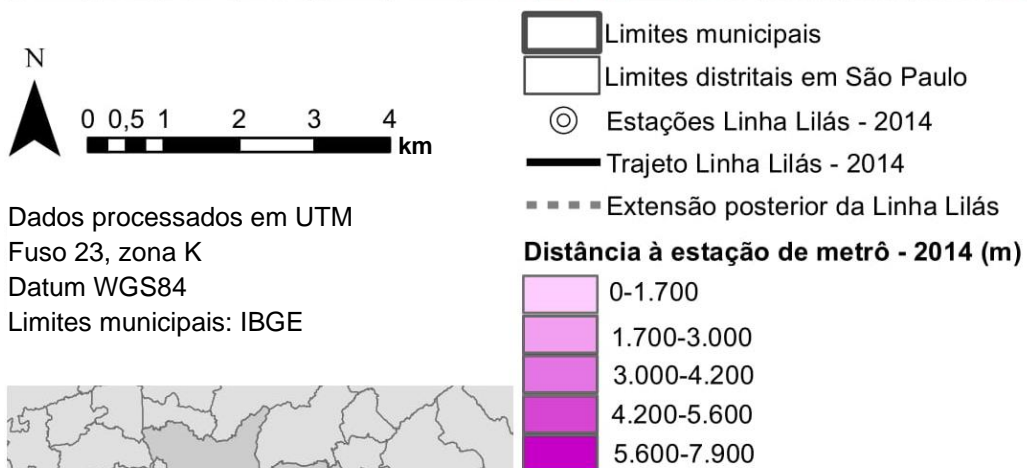 N
0 0,5 1 2 3 4
km
Dados processados em UTM
Fuso 23, zona K
Datum WGS84
Limites municipais: IBGE
Limites municipais
Limites distritais em São Paulo
Estações Linha Lilás - 2014
Trajeto Linha Lilás - 2014
Extensão posterior da Linha Lilás
Distância à estação de metrô - 2014 (m)
0-1.700
1.700-3.000
3.000-4.200
4.200-5.600
5.600-7.900